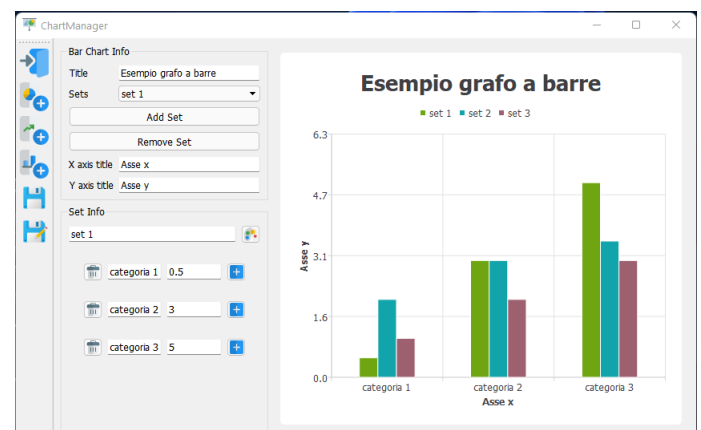 ChartManager
Bar Chart Info
Title Esempio grafo a barre
Sets set 1
Add Set
Remove Set
X axis title Asse x
Y axis title Asse y
Set Info
set 1
categoria 1 0.5
categoria 2 3
categoria 3 5
Esempio grafo a barre
set 1 set 2 set 3
6.3
4.7
3.1
1.6
0.0
Asse y
categoria 1 categoria 2 categoria 3
Asse x